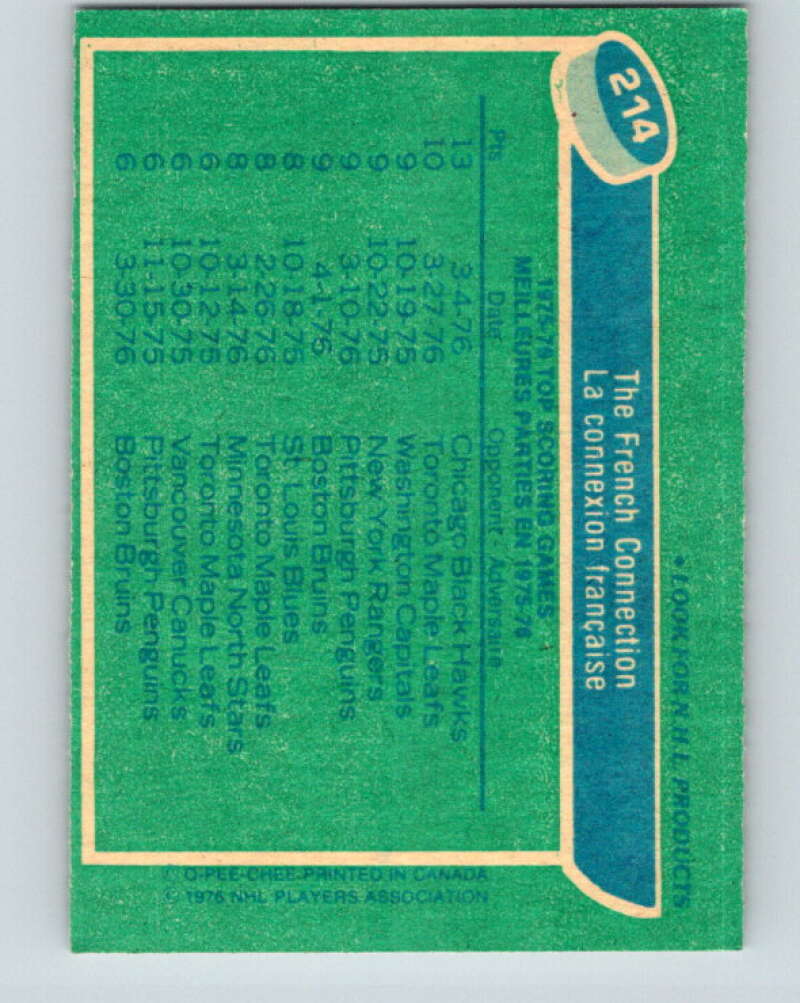 • LOOK FOR N.H.L. PRODUCTS
214
The French Connection
La connexion française
1975-76 TOP SCORING GAMES
MEILLEURES PARTIES EN 1975-76
Pts Date Opponent - Adversaire
13 3-4-76 Chicago Black Hawks
10 3-27-76 Toronto Maple Leafs
9 10-19-75 Washington Capitals
9 10-22-75 New York Rangers
9 3-10-76 Pittsburgh Penguins
9 4-1-76 Boston Bruins
8 10-18-75 St. Louis Blues
8 2-26-76 Toronto Maple Leafs
8 3-14-76 Minnesota North Stars
6 10-12-75 Toronto Maple Leafs
6 10-30-75 Vancouver Canucks
6 11-15-75 Pittsburgh Penguins
6 3-30-76 Boston Bruins
© O-PEE-CHEE PRINTED IN CANADA
© 1976 NHL PLAYERS ASSOCIATION